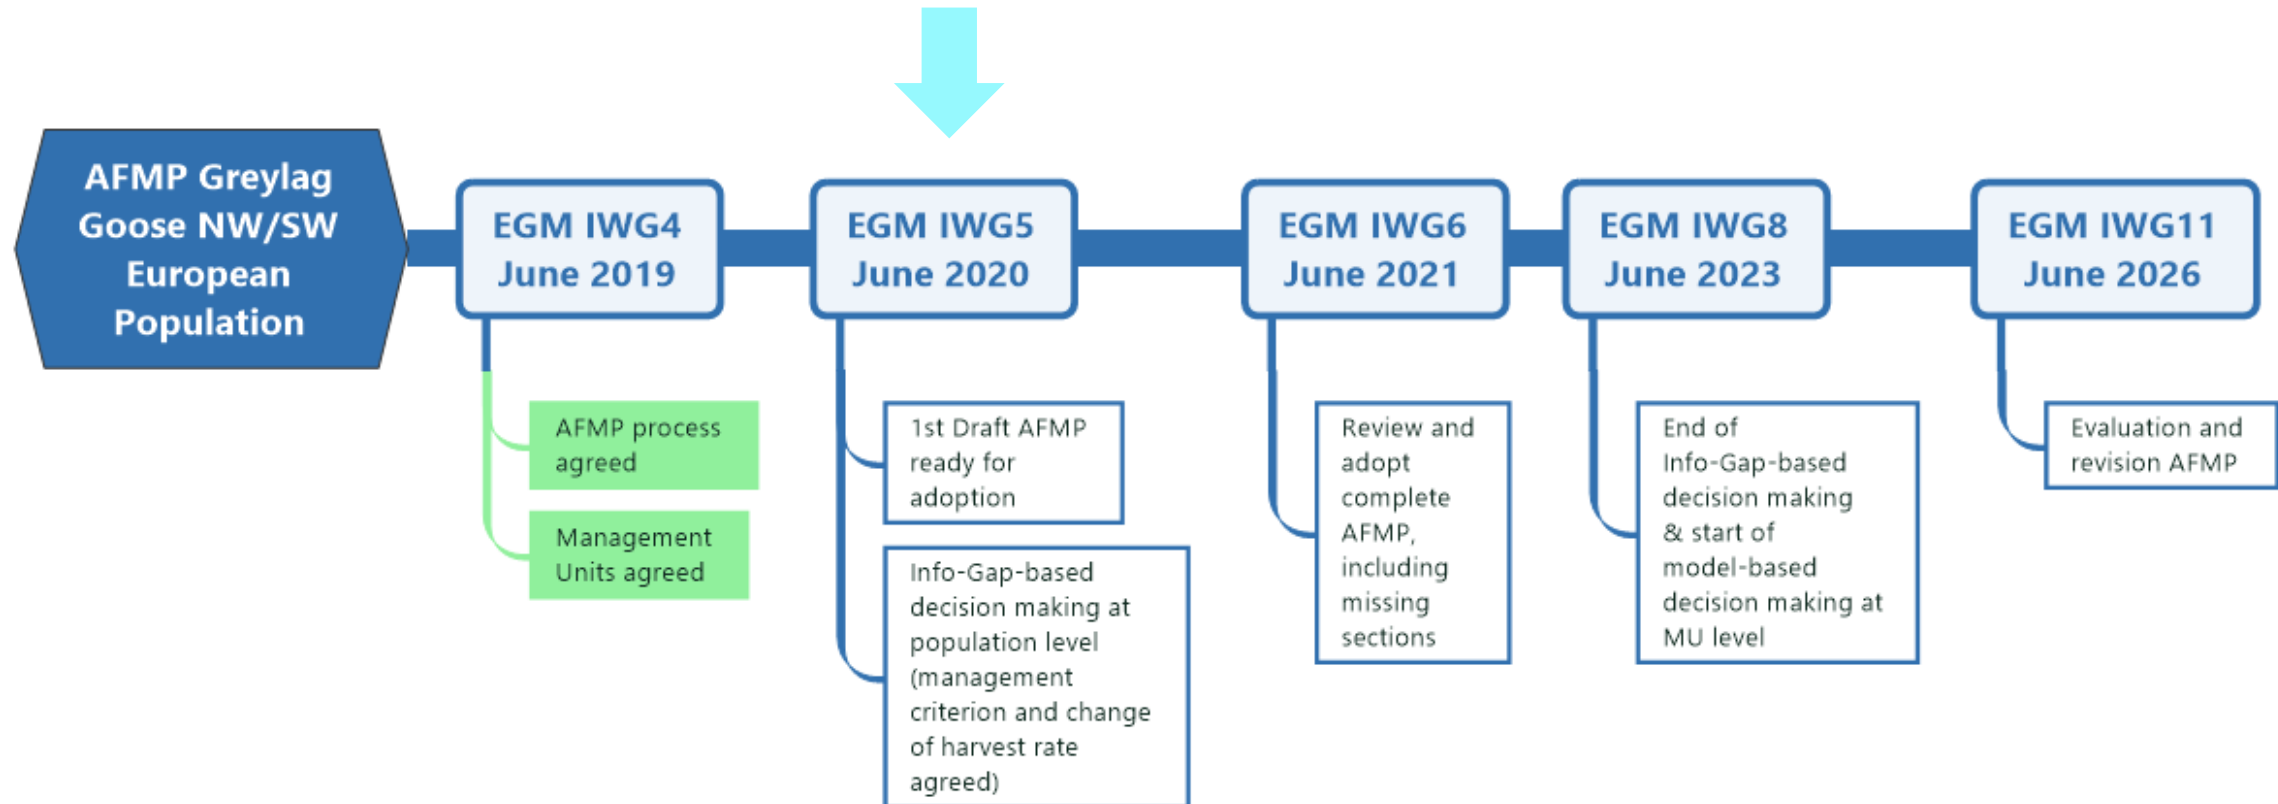 AFMP Greylag
Goose NW/SW
European
Population
EGM IWG4
June 2019
AFMP process
agreed
Management
Units agreed
EGM IWG5
June 2020
1st Draft AFMP
ready for
adoption
Info-Gap-based
decision making at
population level
(management
criterion and change
of harvest rate
agreed)
EGM IWG6
June 2021
Review and
adopt
complete
AFMP,
including
missing
sections
EGM IWG8
June 2023
End of
Info-Gap-based
decision making
& start of
model-based
decision making at
MU level
EGM IWG11
June 2026
Evaluation and
revision AFMP